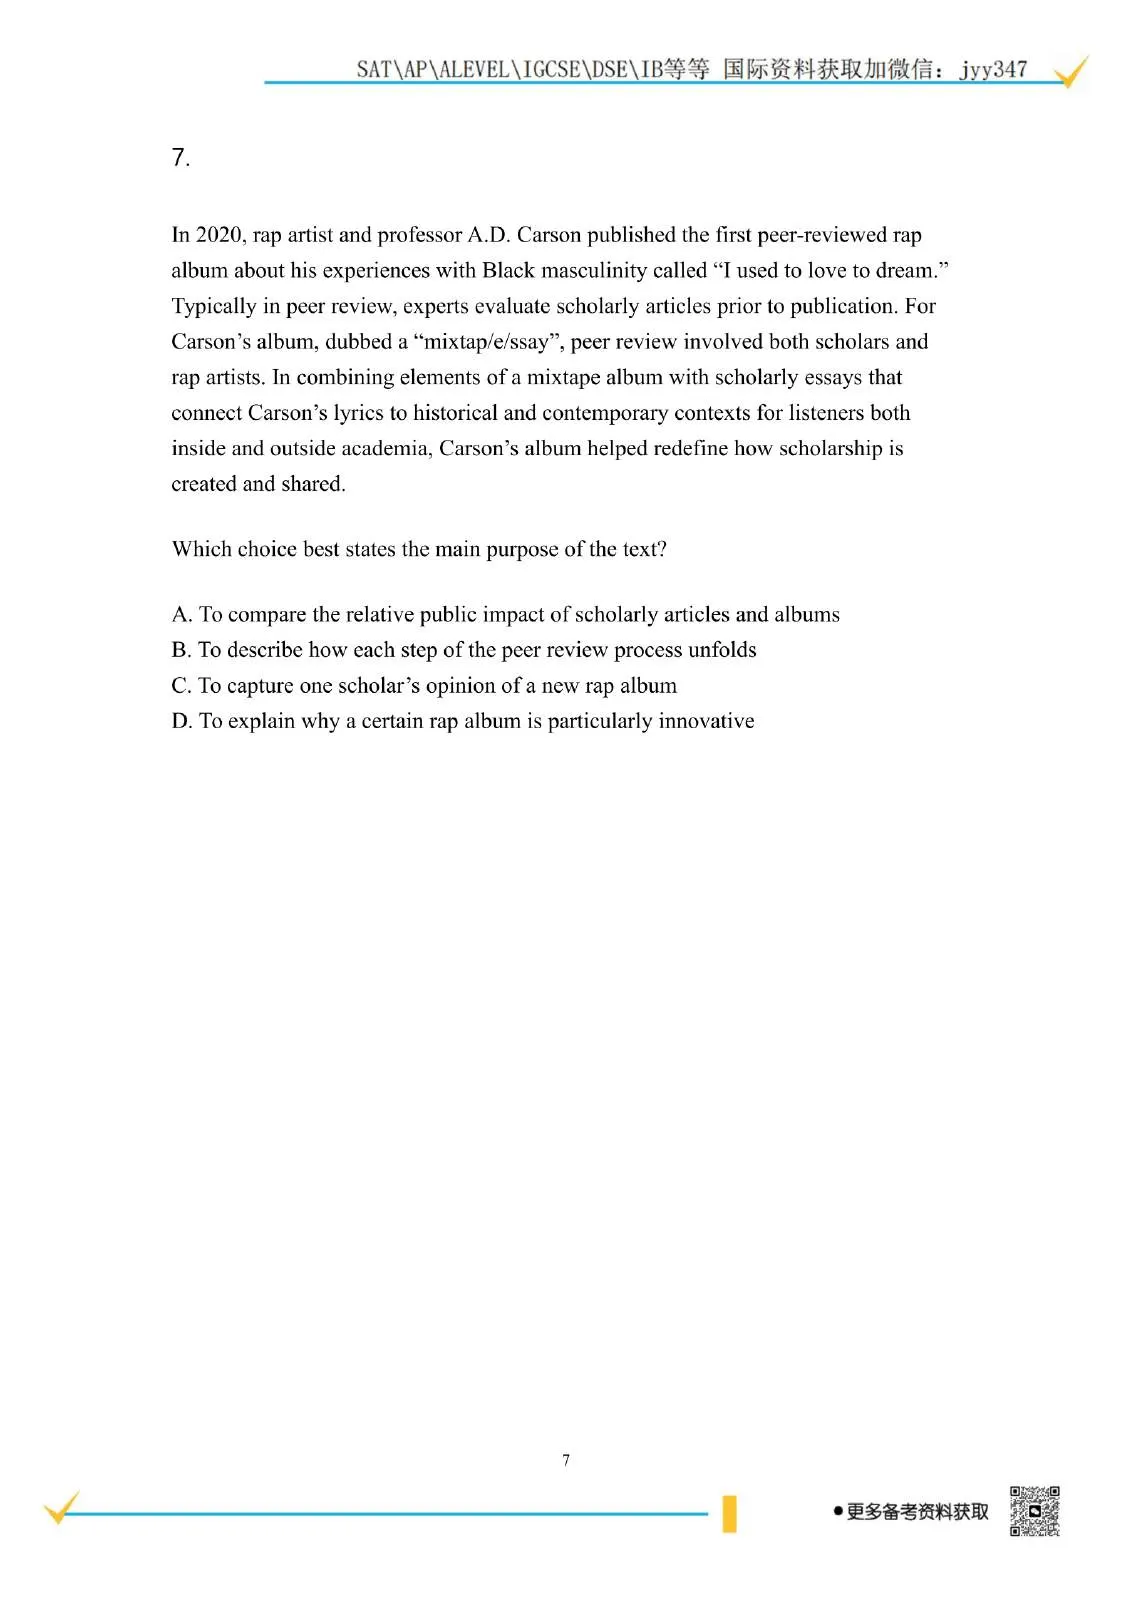 SAT\AP\ALEVEL\IGCSE\DSE\IB等等 国际资料获取加微信：jyy347
7.
In 2020, rap artist and professor A.D. Carson published the first peer-reviewed rap
album about his experiences with Black masculinity called “I used to love to dream.”
Typically in peer review, experts evaluate scholarly articles prior to publication. For
Carson’s album, dubbed a “mixtap/e/ssay”, peer review involved both scholars and
rap artists. In combining elements of a mixtape album with scholarly essays that
connect Carson’s lyrics to historical and contemporary contexts for listeners both
inside and outside academia, Carson’s album helped redefine how scholarship is
created and shared.
Which choice best states the main purpose of the text?
A. To compare the relative public impact of scholarly articles and albums
B. To describe how each step of the peer review process unfolds
C. To capture one scholar’s opinion of a new rap album
D. To explain why a certain rap album is particularly innovative
7
●更多备考资料获取